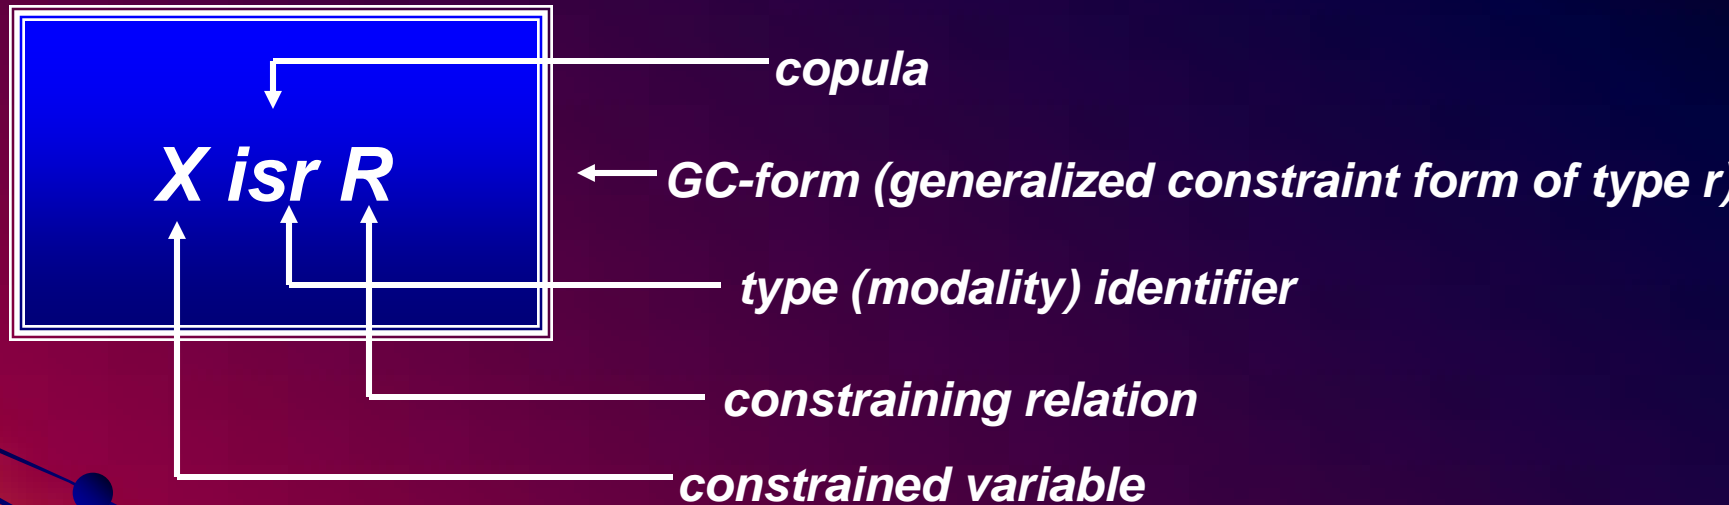 copula
X isr R
GC-form (generalized constraint form of type r)
type (modality) identifier
constraining relation
constrained variable